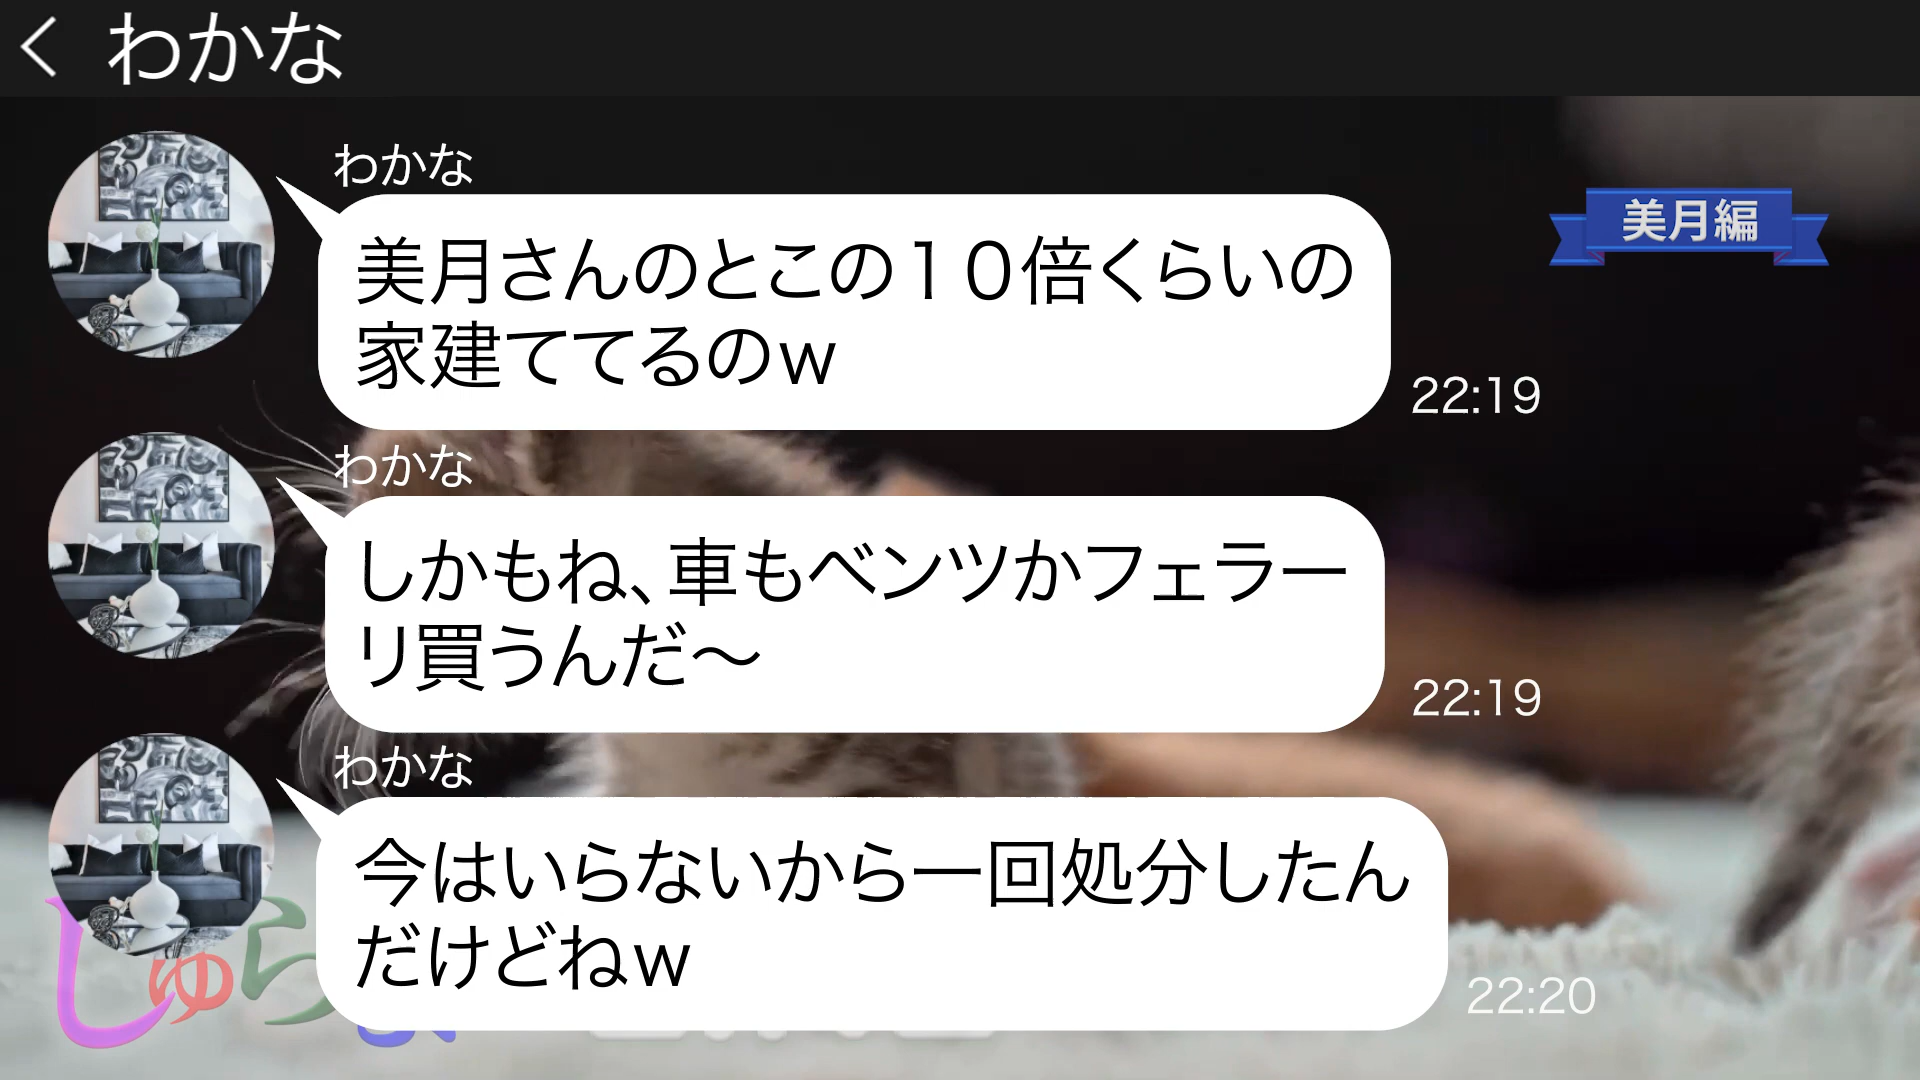 わかな
美月編
わかな
美月さんのとこの１０倍くらいの
家建ててるのｗ
22:19
わかな
しかもね、車もベンツかフェラー
リ買うんだ～
22:19
わかな
今はいらないから一回処分したん
だけどねｗ
22:20
しゅら